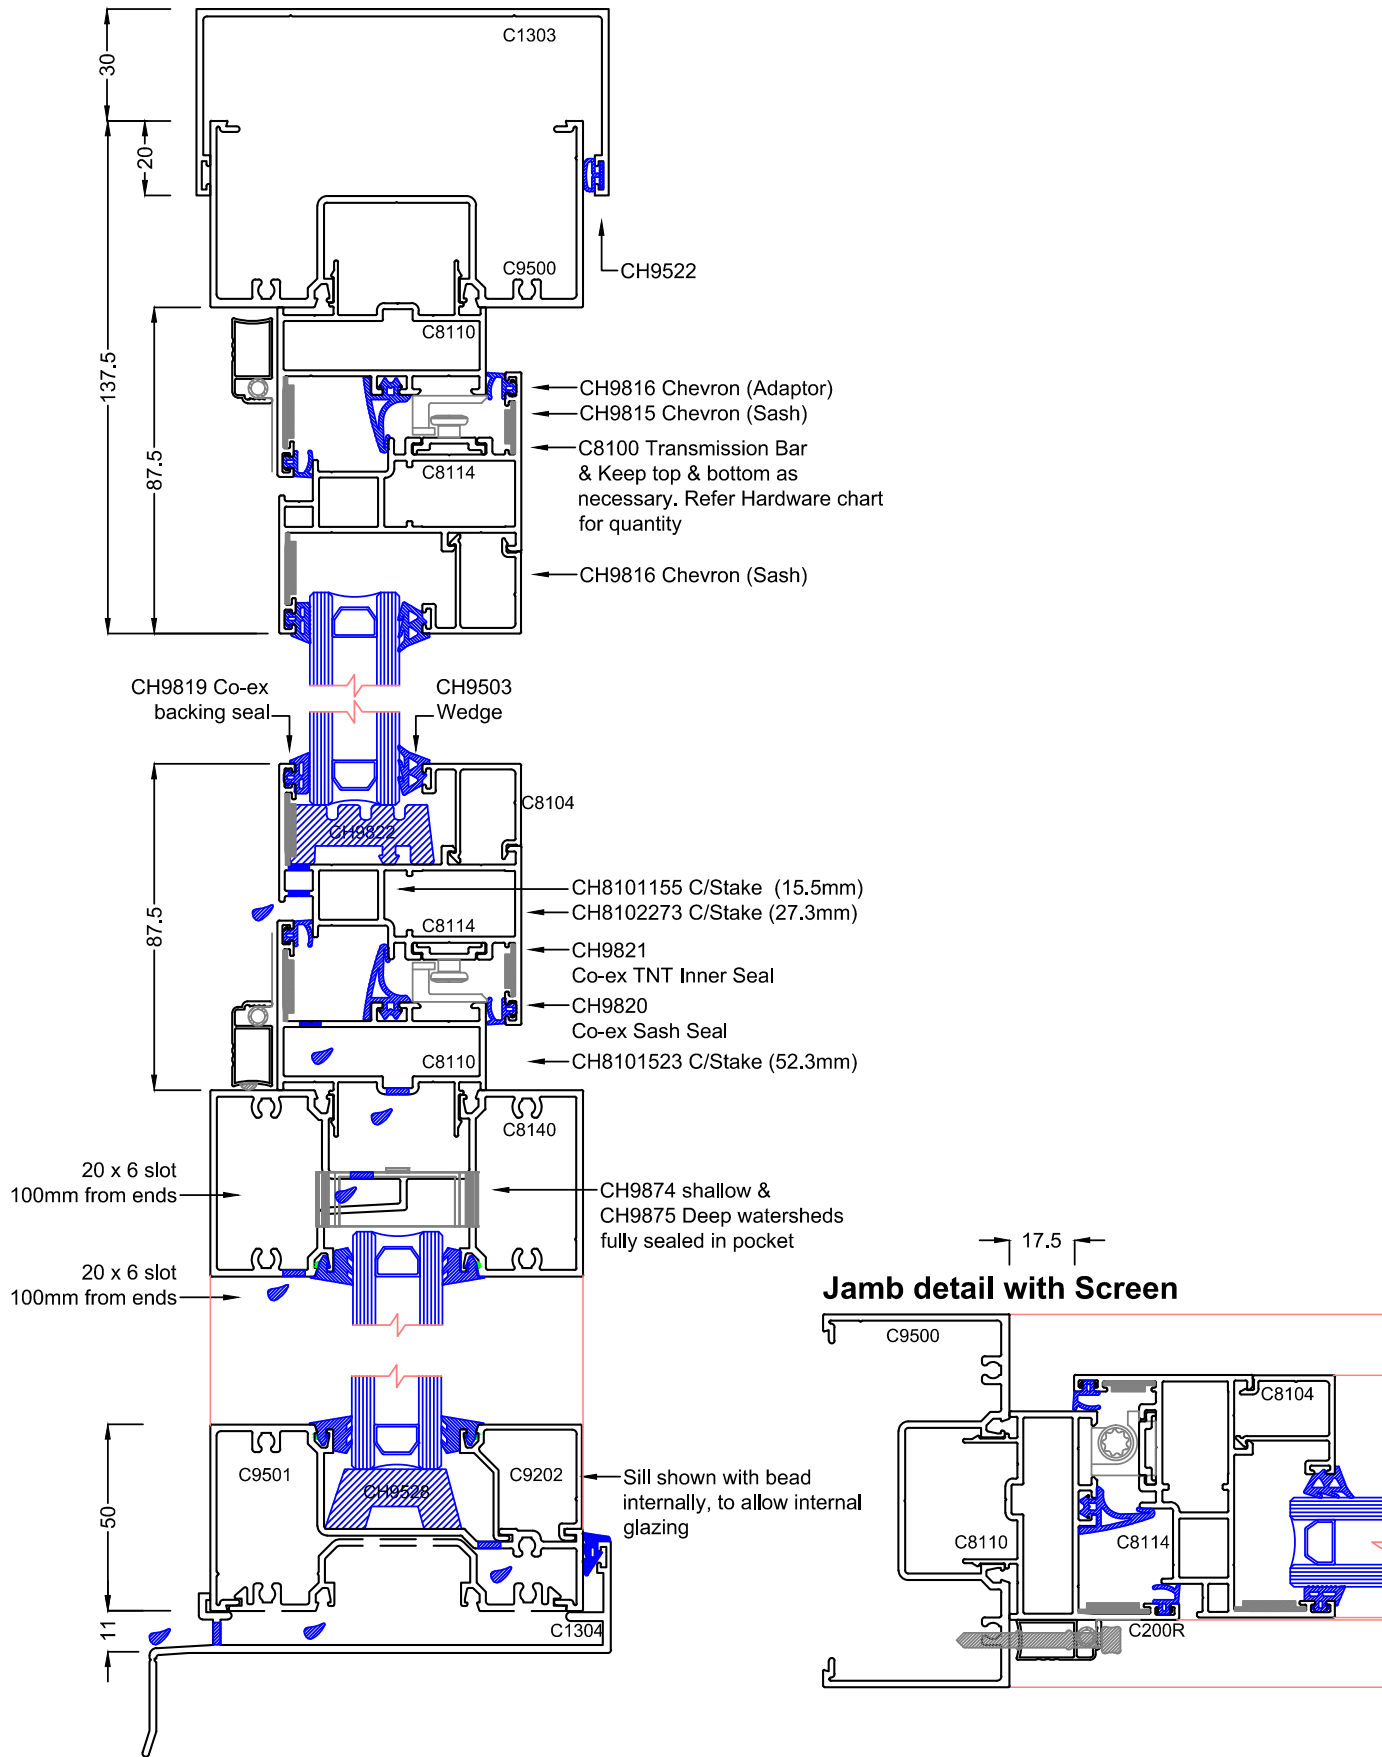 C1303
30
20
C9500
CH9522
137.5
C8110
CH9816 Chevron (Adaptor)
CH9815 Chevron (Sash)
87.5
C8100 Transmission Bar
& Keep top & bottom as
necessary. Refer Hardware chart
for quantity
C8114
CH9816 Chevron (Sash)
CH9819 Co-ex
backing seal
CH9503
Wedge
C8104
CH9822
87.5
CH8101155 C/Stake (15.5mm)
CH8102273 C/Stake (27.3mm)
C8114
CH9821
Co-ex TNT Inner Seal
CH9820
Co-ex Sash Seal
C8110
CH8101523 C/Stake (52.3mm)
C8140
20 x 6 slot
100mm from ends
CH9874 shallow &
CH9875 Deep watersheds
fully sealed in pocket
20 x 6 slot
100mm from ends
C9501
C9202
CH9528
50
Sill shown with bead
internally, to allow internal
glazing
11
C1304
17.5
Jamb detail with Screen
C9500
C8104
C8110
C8114
C200R